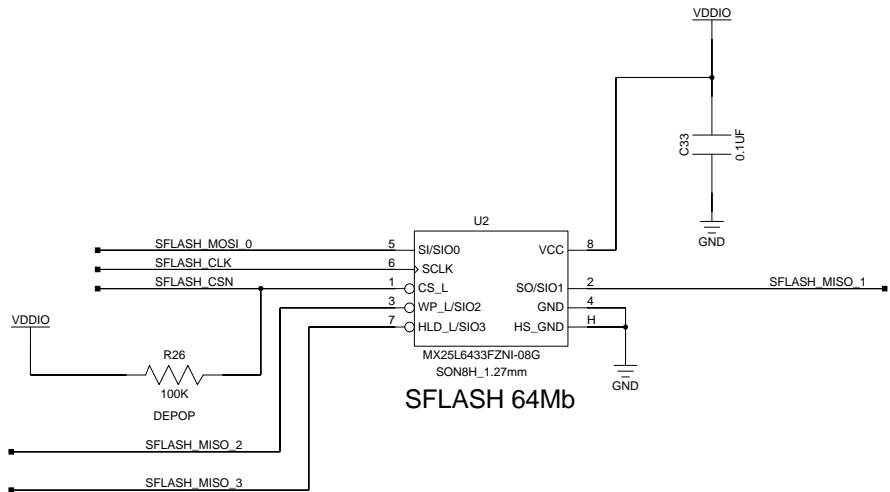 VDDIO
C33
0.1UF
GND
U2
SFLASH_MOSI_0 5 SI/SIO0 VCC 8
SFLASH_CLK 6 SCLK
SFLASH_CSN 1 CS_L SO/SIO1 2 SFLASH_MISO_1
3 WP_L/SIO2 GND 4
7 HLD_L/SIO3 HS_GND H
VDDIO
R26
100K
DEPOP
MX25L6433FZNI-08G
SON8H_1.27mm
SFLASH 64Mb
GND
SFLASH_MISO_2
SFLASH_MISO_3